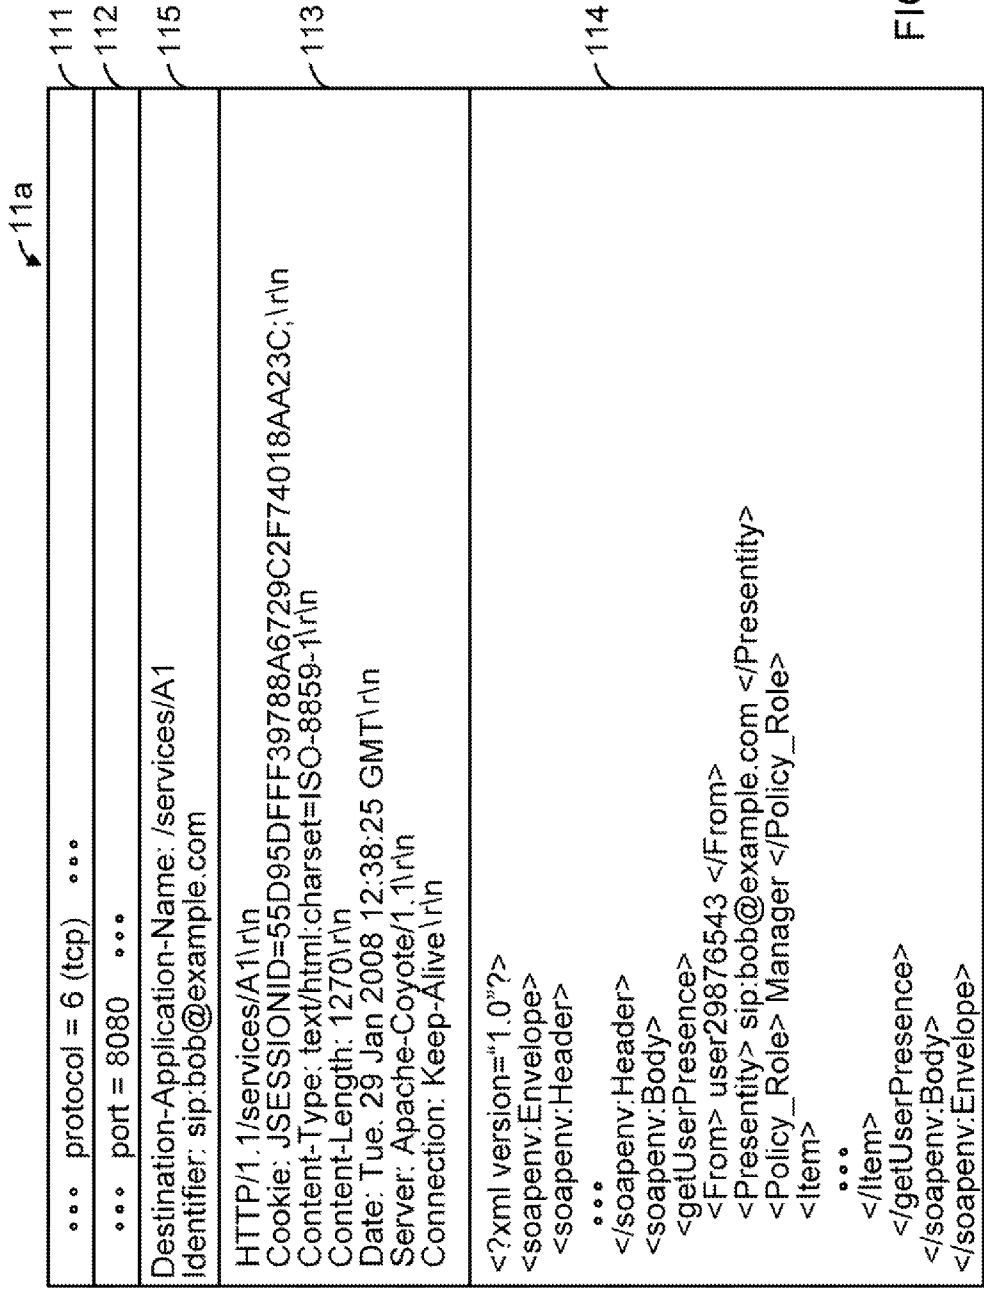 11a
••• protocol = 6 (tcp) ••• 111
••• port = 8080 ••• 112
Destination-Application-Name: /services/A1 115
Identifier: sip:bob@example.com
HTTP/1.1/services/A1\r\n 113
Cookie: JSESSIONID=55D95DFFF39788A6729C2F74018AA23C;\r\n
Content-Type: text/html:charset=ISO-8859-1\r\n
Content-Length: 1270\r\n
Date: Tue. 29 Jan 2008 12:38:25 GMT\r\n
Server: Apache-Coyote/1.1\r\n
Connection: Keep-Alive\r\n
<?xml version=“1.0”?> 114
<soapenv:Envelope>
<soapenv:Header>
•••
</soapenv:Header>
<soapenv:Body>
<getUserPresence>
<From> user29876543 </From>
<Presentity> sip:bob@example.com </Presentity>
<Policy_Role> Manager </Policy_Role>
<Item>
•••
</Item>
</getUserPresence>
</soapenv:Body>
</soapenv:Envelope>